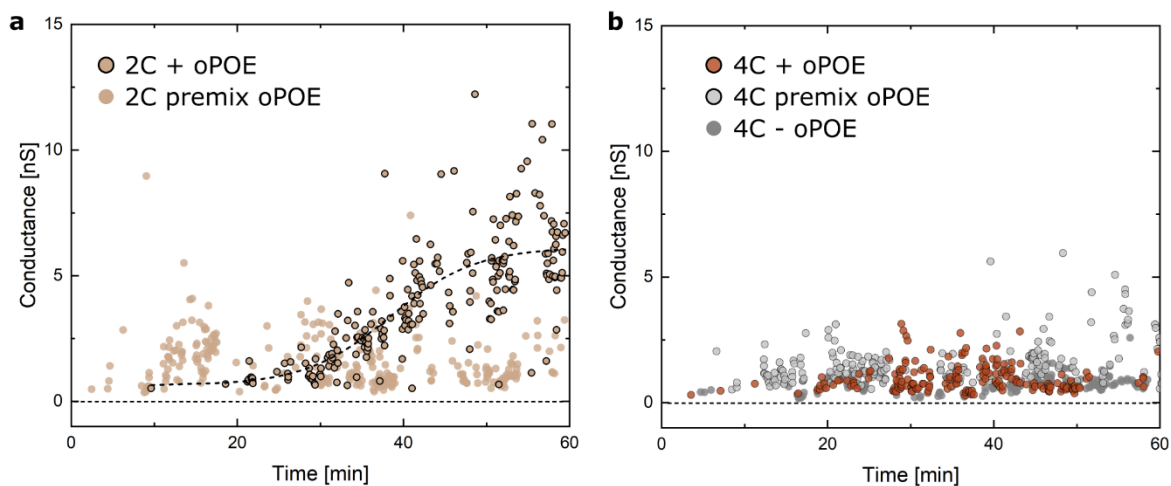 a
15
10
5
0
Conductance [nS]
2C + oPOE
2C premix oPOE
0
20
40
60
Time [min]
b
15
10
5
0
Conductance [nS]
4C + oPOE
4C premix oPOE
4C - oPOE
0
20
40
60
Time [min]